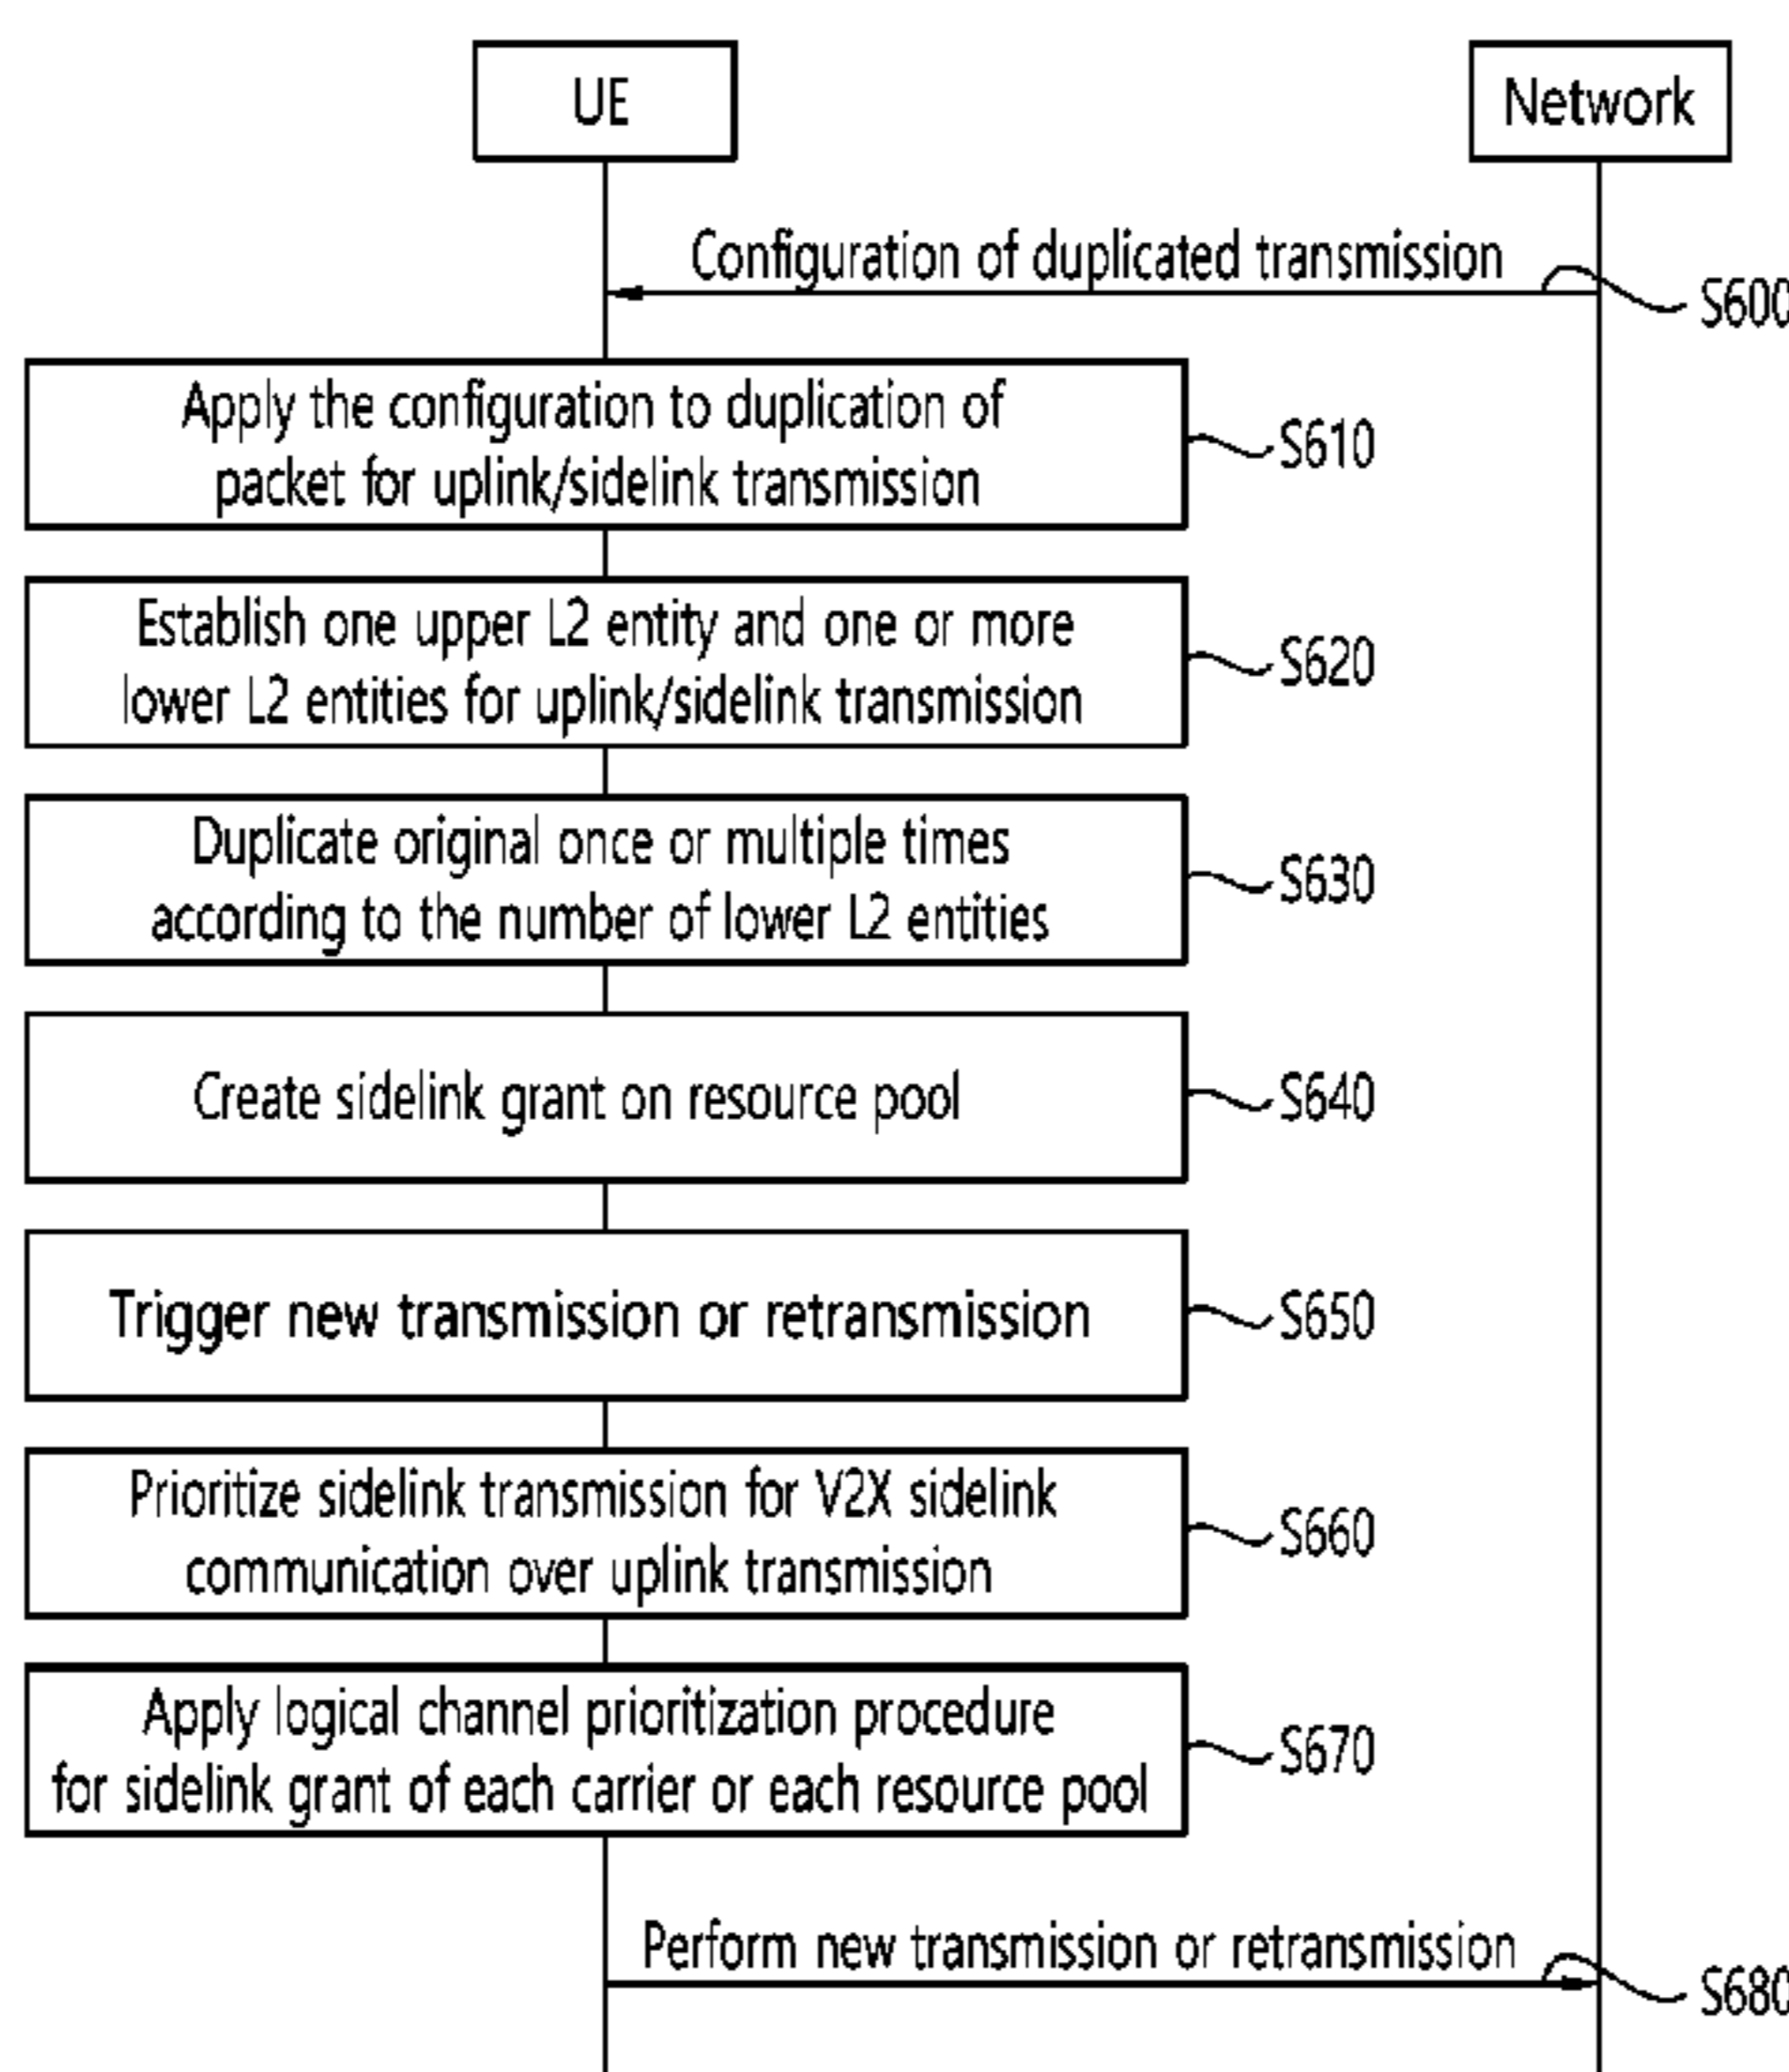 UE
Network
Configuration of duplicated transmission
S600
Apply the configuration to duplication of
packet for uplink/sidelink transmission
S610
Establish one upper L2 entity and one or more
lower L2 entities for uplink/sidelink transmission
S620
Duplicate original once or multiple times
according to the number of lower L2 entities
S630
Create sidelink grant on resource pool
S640
Trigger new transmission or retransmission
S650
Prioritize sidelink transmission for V2X sidelink
communication over uplink transmission
S660
Apply logical channel prioritization procedure
for sidelink grant of each carrier or each resource pool
S670
Perform new transmission or retransmission
S680